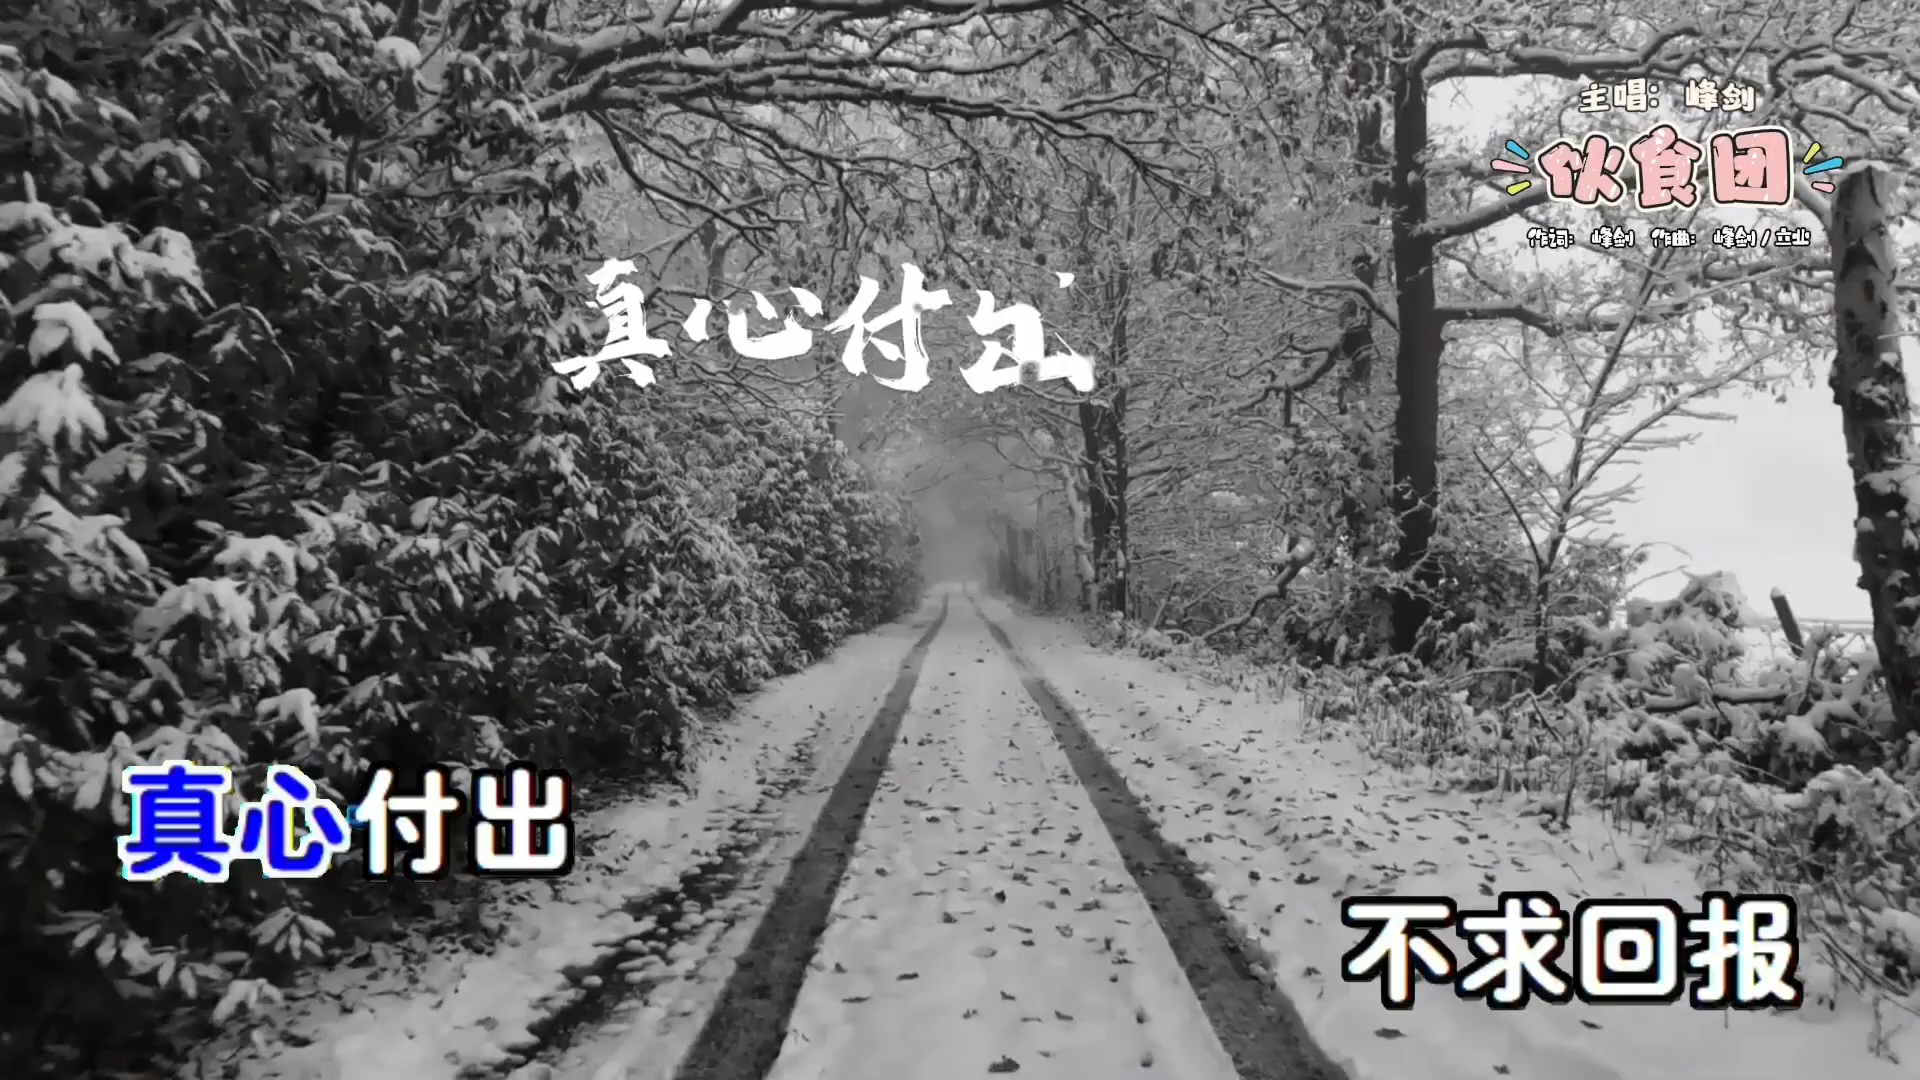 主唱: 峰剑
伙食团
作词: 峰剑 作曲: 峰剑/立业
真心付出
真心付出
不求回报